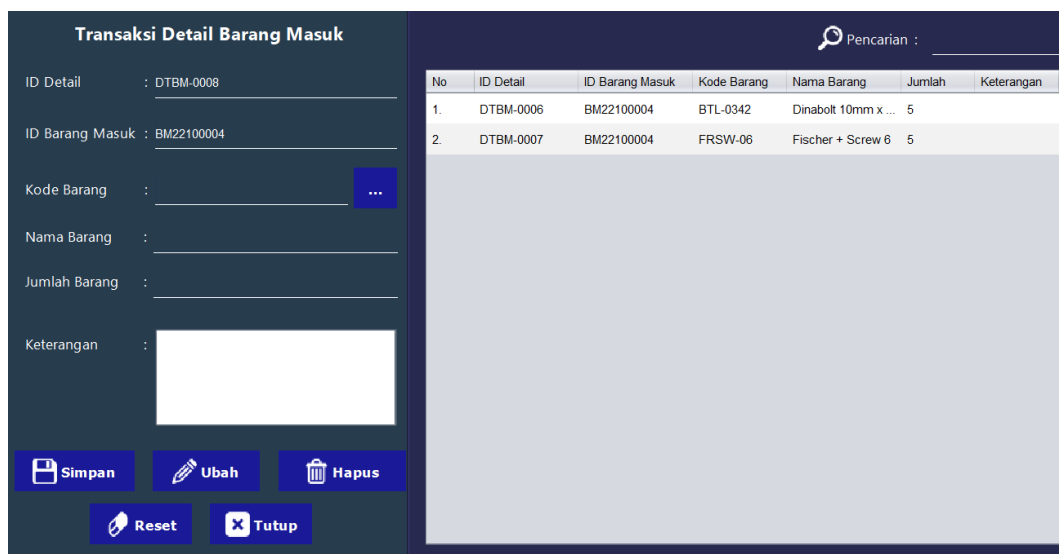 Transaksi Detail Barang Masuk
ID Detail : DTBM-0008
ID Barang Masuk : BM22100004
Kode Barang : ...
Nama Barang :
Jumlah Barang :
Keterangan :
Simpan Ubah Hapus
Reset Tutup
Pencarian :
No ID Detail ID Barang Masuk Kode Barang Nama Barang Jumlah Keterangan
1. DTBM-0006 BM22100004 BTL-0342 Dinabolt 10mm x ... 5
2. DTBM-0007 BM22100004 FRSW-06 Fischer + Screw 6 5